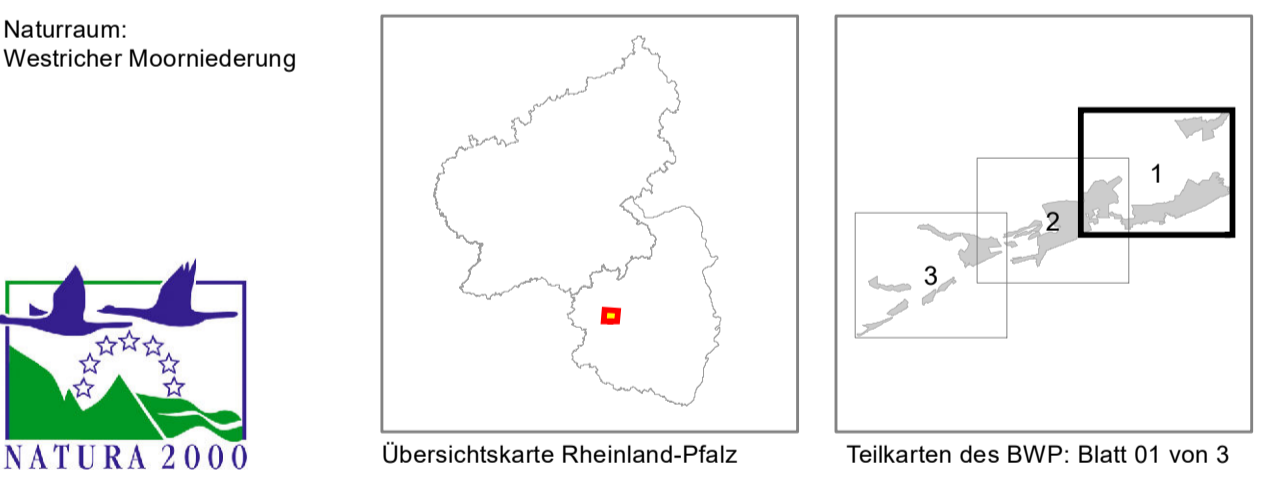 Naturraum:
Westricher Moorniederung
1
2
3
NATURA 2000
Übersichtskarte Rheinland-Pfalz
Teilkarten des BWP: Blatt 01 von 3